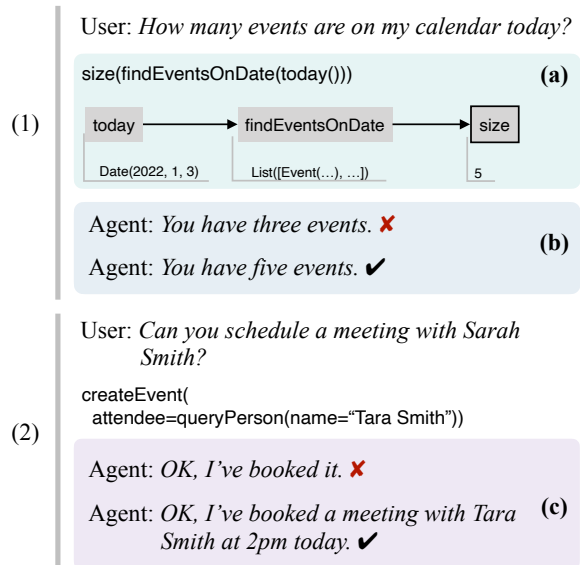 User: How many events are on my calendar today?
size(findEventsOnDate(today()))
(a)
(1)
today
findEventsOnDate
size
Date(2022, 1, 3)
List([Event(...), ...])
5
Agent: You have three events. ✘
(b)
Agent: You have five events. ✔
User: Can you schedule a meeting with Sarah
Smith?
createEvent(
attendee=queryPerson(name=“Tara Smith”))
(2)
Agent: OK, I’ve booked it. ✘
Agent: OK, I’ve booked a meeting with Tara
(c)
Smith at 2pm today. ✔